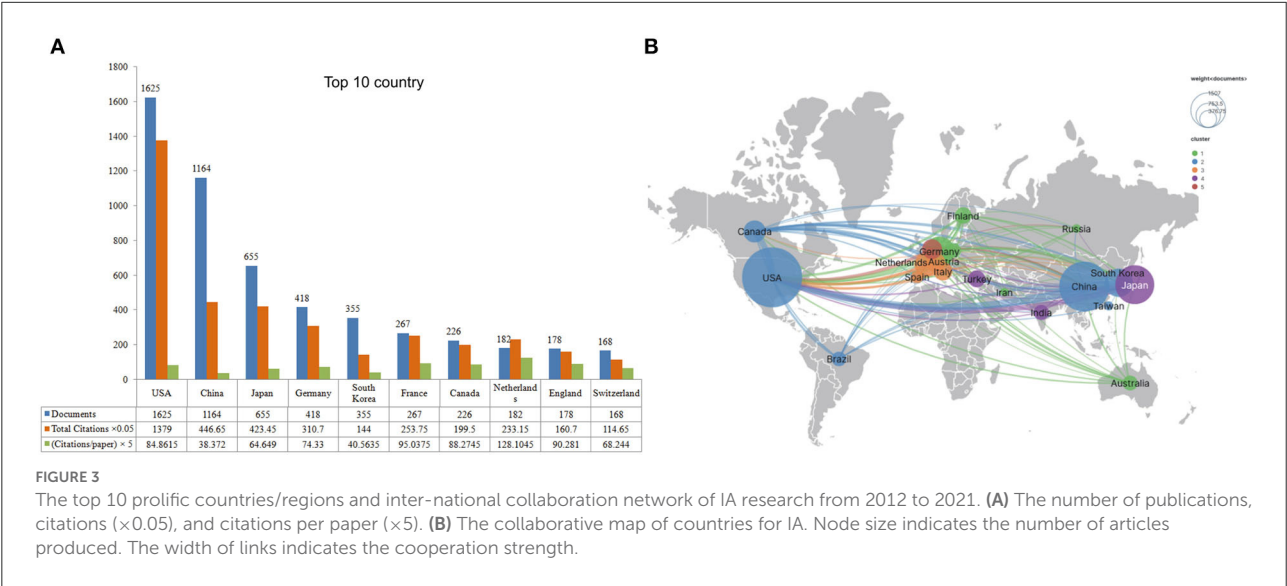 A
Top 10 country
1800
1600
1400
1200
1000
800
600
400
200
0
1625
1164
655
418
355
267
226
182
178
168
USA China Japan Germany South Korea France Canada Netherlands England Switzerland
Documents 1625 1164 655 418 355 267 226 182 178 168
Total Citations ×0.05 1379 446.65 423.45 310.7 144 253.75 199.5 233.15 160.7 114.65
(Citations/paper) × 5 84.8615 38.372 64.649 74.33 40.5635 95.0375 88.2745 128.1045 90.281 68.244
B
weight<documents>
1507
753.5
376.75
cluster
1
2
3
4
5
Canada
USA
Brazil
Finland
Russia
Germany
Netherlands
Austria
Italy
Spain
Turkey
Iran
India
China
South Korea
Japan
Taiwan
Australia
FIGURE 3
The top 10 prolific countries/regions and inter-national collaboration network of IA research from 2012 to 2021. (A) The number of publications,
citations (×0.05), and citations per paper (×5). (B) The collaborative map of countries for IA. Node size indicates the number of articles
produced. The width of links indicates the cooperation strength.